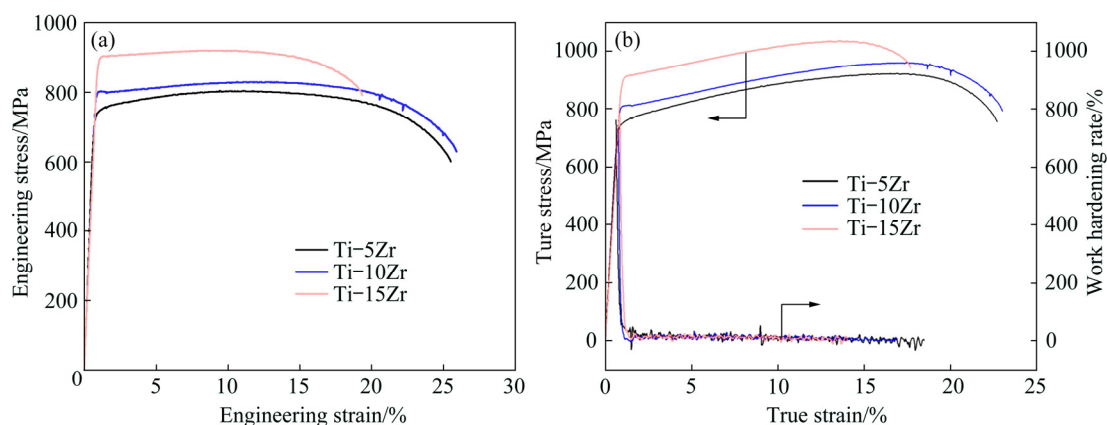 (a)
1000
800
600
400
200
0
Engineering stress/MPa
Ti−5Zr
Ti−10Zr
Ti−15Zr
0 5 10 15 20 25 30
Engineering strain/%
(b)
1000
800
600
400
200
0
Ture stress/MPa
Ti−5Zr
Ti−10Zr
Ti−15Zr
1000
800
600
400
200
0
Work hardening rate/%
0 5 10 15 20 25
True strain/%